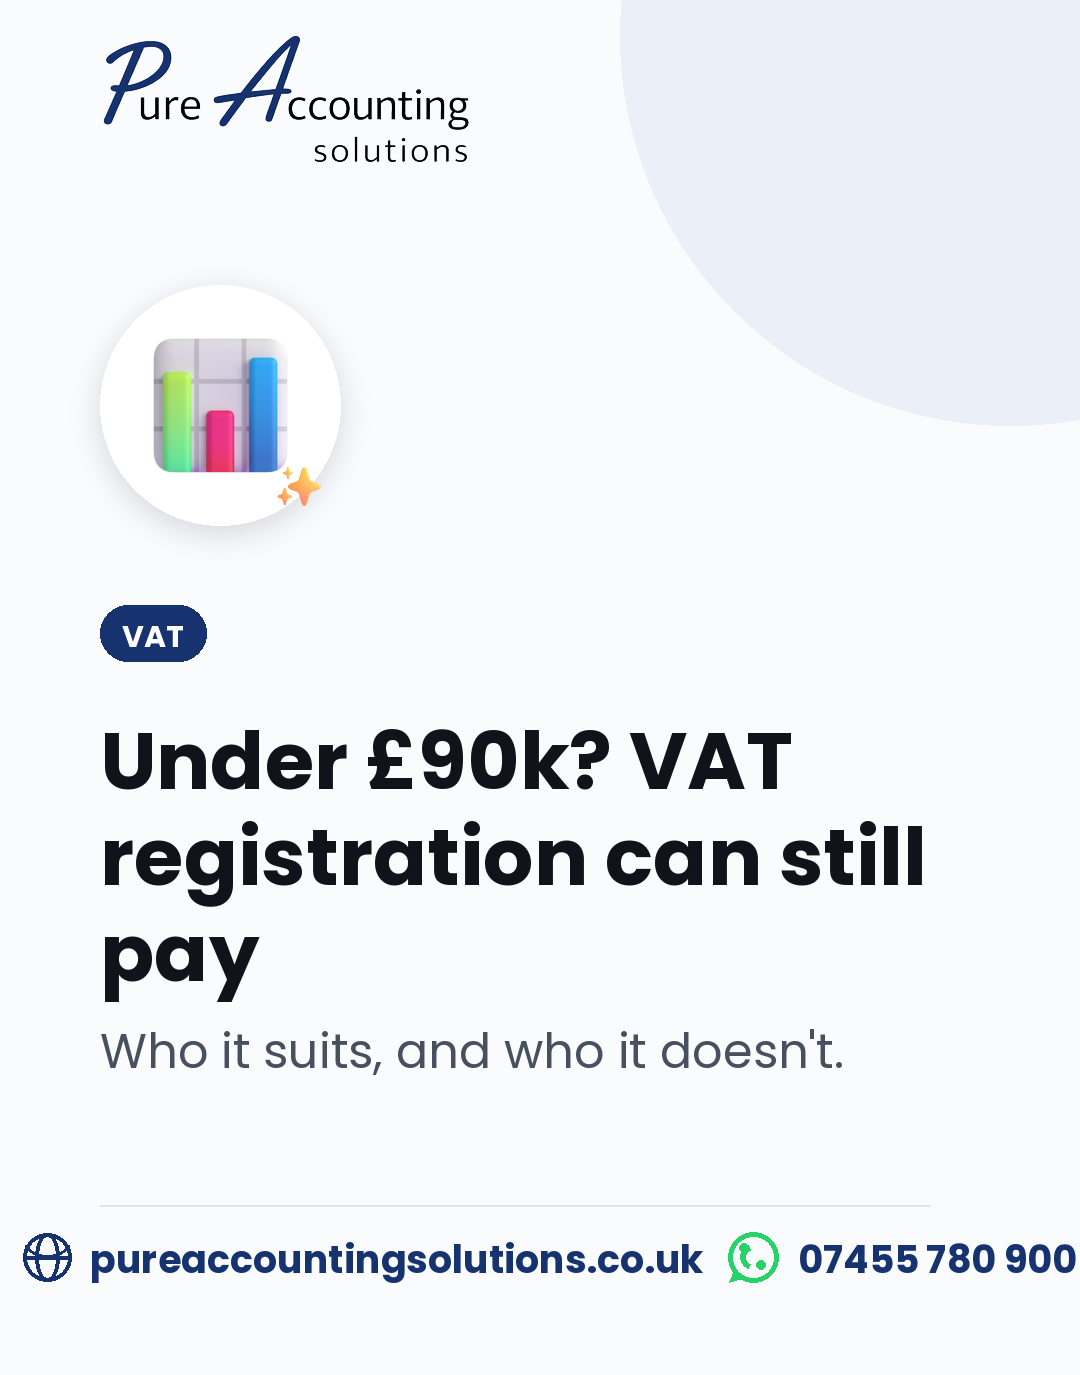 Pure Accounting
solutions
VAT
Under £90k? VAT
registration can still
pay
Who it suits, and who it doesn't.
pureaccountingsolutions.co.uk 07455 780 900